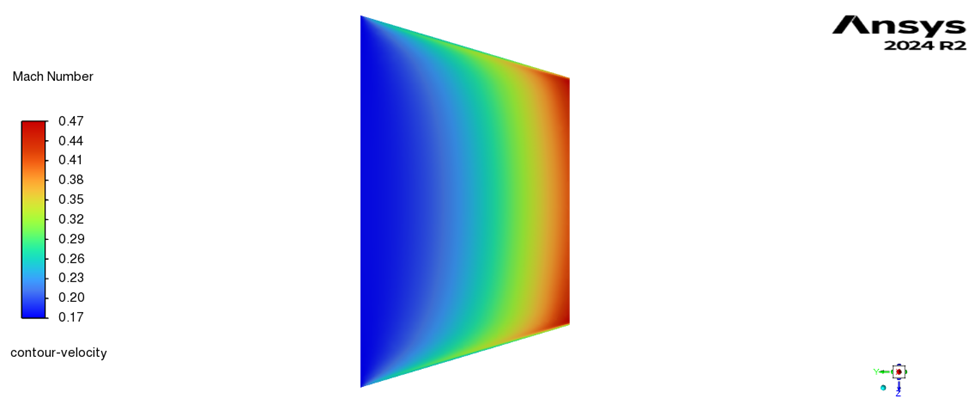 Ansys
2024 R2
Mach Number
0.47
0.44
0.41
0.38
0.35
0.32
0.29
0.26
0.23
0.20
0.17
contour-velocity
Y
Z